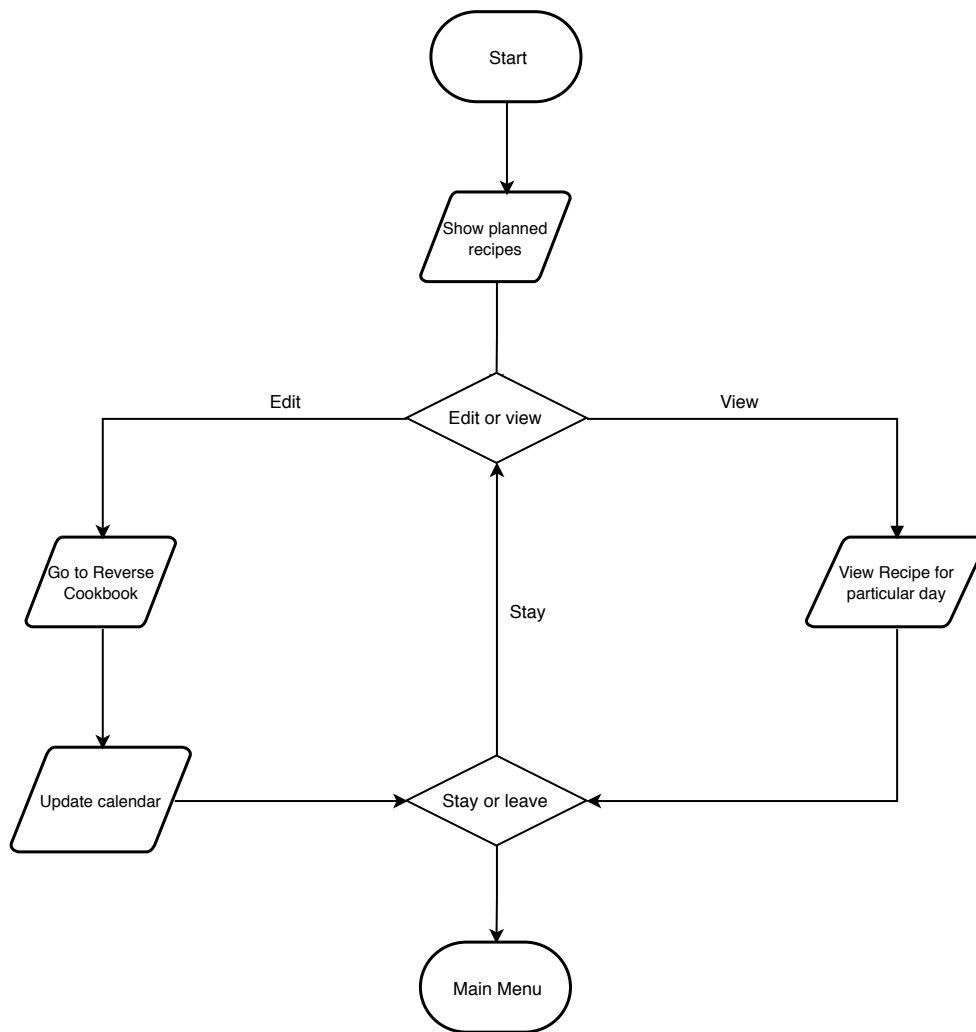 Start
Show planned
recipes
Edit
Edit or view
View
Go to Reverse
Cookbook
View Recipe for
particular day
Stay
Update calendar
Stay or leave
Main Menu